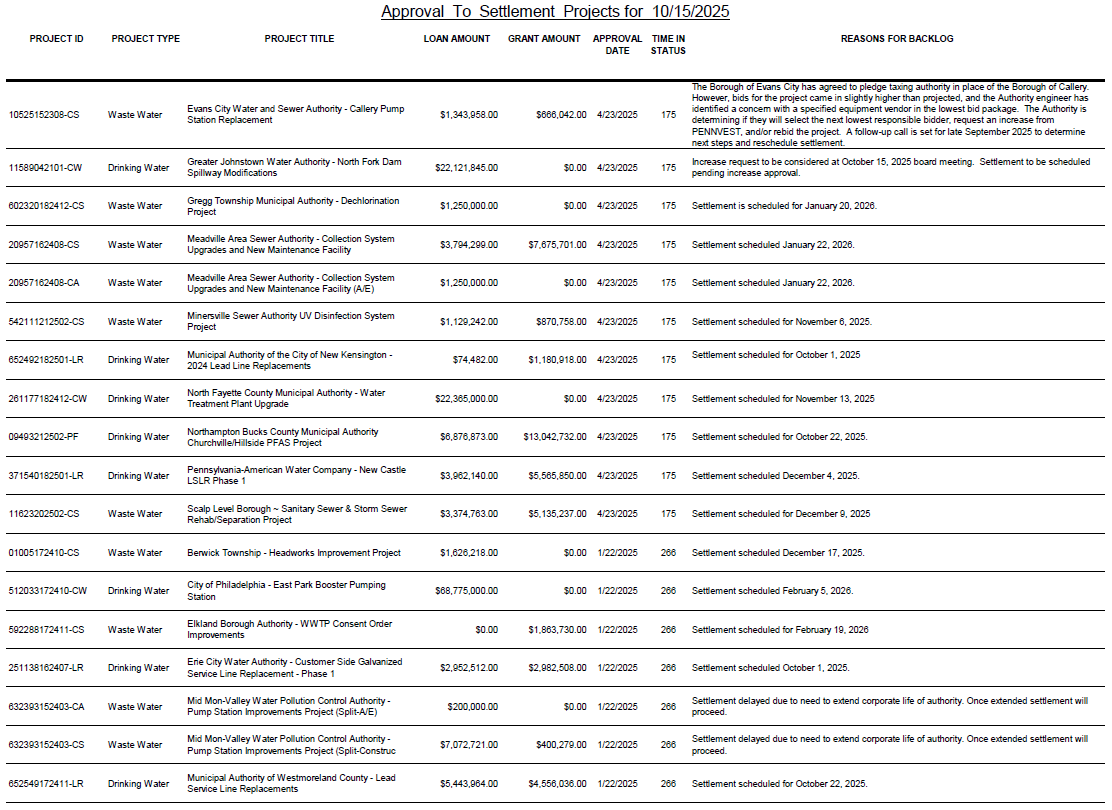 Approval To Settlement Projects for 10/15/2025
PROJECT ID PROJECT TYPE PROJECT TITLE LOAN AMOUNT GRANT AMOUNT APPROVAL TIME IN REASONS FOR BACKLOG
DATE STATUS
The Borough of Evans City has agreed to pledge taxing authority in place of the Borough of Callery.
However, bids for the project came in slightly higher than projected, and the Authority engineer has
Evans City Water and Sewer Authority - Callery Pump identified a concern with a specified equipment vendor in the lowest bid package. The Authority is
10525152308-CS Waste Water $1,343,958.00 $666,042.00 4/23/2025 175
Station Replacement determining if they will select the next lowest responsible bidder, request an increase from
PENNVEST, and/or rebid the project. A follow-up call is set for late September 2025 to determine
next steps and reschedule settlement.
Greater Johnstown Water Authority - North Fork Dam Increase request to be considered at October 15, 2025 board meeting. Settlement to be scheduled
11589042101-CW Drinking Water $22,121,845.00 $0.00 4/23/2025 175
Spillway Modifications pending increase approval.
Gregg Township Municipal Authority - Dechlorination
602320182412-CS Waste Water $1,250,000.00 $0.00 4/23/2025 175 Settlement is scheduled for January 20, 2026.
Project
Meadville Area Sewer Authority - Collection System
20957162408-CS Waste Water $3,794,299.00 $7,675,701.00 4/23/2025 175 Settlement scheduled January 22, 2026.
Upgrades and New Maintenance Facility
Meadville Area Sewer Authority - Collection System
20957162408-CA Waste Water $1,250,000.00 $0.00 4/23/2025 175 Settlement scheduled January 22, 2026.
Upgrades and New Maintenance Facility (A/E)
Minersville Sewer Authority UV Disinfection System
542111212502-CS Waste Water $1,129,242.00 $870,758.00 4/23/2025 175 Settlement scheduled for November 6, 2025.
Project
Municipal Authority of the City of New Kensington - Settlement scheduled for October 1, 2025
652492182501-LR Drinking Water $74,482.00 $1,180,918.00 4/23/2025 175
2024 Lead Line Replacements
North Fayette County Municipal Authority - Water
261177182412-CW Drinking Water $22,365,000.00 $0.00 4/23/2025 175 Settlement scheduled for November 13, 2025
Treatment Plant Upgrade
Northampton Bucks County Municipal Authority
09493212502-PF Drinking Water $6,876,873.00 $13,042,732.00 4/23/2025 175 Settlement scheduled for October 22, 2025.
Churchville/Hillside PFAS Project
Pennsylvania-American Water Company - New Castle
371540182501-LR Drinking Water $3,962,140.00 $5,565,850.00 4/23/2025 175 Settlement scheduled December 4, 2025.
LSLR Phase 1
Scalp Level Borough ~ Sanitary Sewer & Storm Sewer
11623202502-CS Waste Water $3,374,763.00 $5,135,237.00 4/23/2025 175 Settlement scheduled for December 9, 2025
Rehab/Separation Project
01005172410-CS Waste Water Berwick Township - Headworks Improvement Project $1,626,218.00 $0.00 1/22/2025 266 Settlement scheduled December 17, 2025.
City of Philadelphia - East Park Booster Pumping
512033172410-CW Drinking Water $68,775,000.00 $0.00 1/22/2025 266 Settlement scheduled February 5, 2026.
Station
Elkland Borough Authority - WWTP Consent Order
592288172411-CS Waste Water $0.00 $1,863,730.00 1/22/2025 266 Settlement scheduled for February 19, 2026
Improvements
Erie City Water Authority - Customer Side Galvanized
251138162407-LR Drinking Water $2,952,512.00 $2,982,508.00 1/22/2025 266 Settlement scheduled October 1, 2025.
Service Line Replacement - Phase 1
Mid Mon-Valley Water Pollution Control Authority - Settlement delayed due to need to extend corporate life of authority. Once extended settlement will
632393152403-CA Waste Water $200,000.00 $0.00 1/22/2025 266
Pump Station Improvements Project (Split-A/E) proceed.
Mid Mon-Valley Water Pollution Control Authority - Settlement delayed due to need to extend corporate life of authority. Once extended settlement will
632393152403-CS Waste Water $7,072,721.00 $400,279.00 1/22/2025 266
Pump Station Improvements Project (Split-Construc proceed.
Municipal Authority of Westmoreland County - Lead
652549172411-LR Drinking Water $5,443,964.00 $4,556,036.00 1/22/2025 266 Settlement scheduled for October 22, 2025.
Service Line Replacements